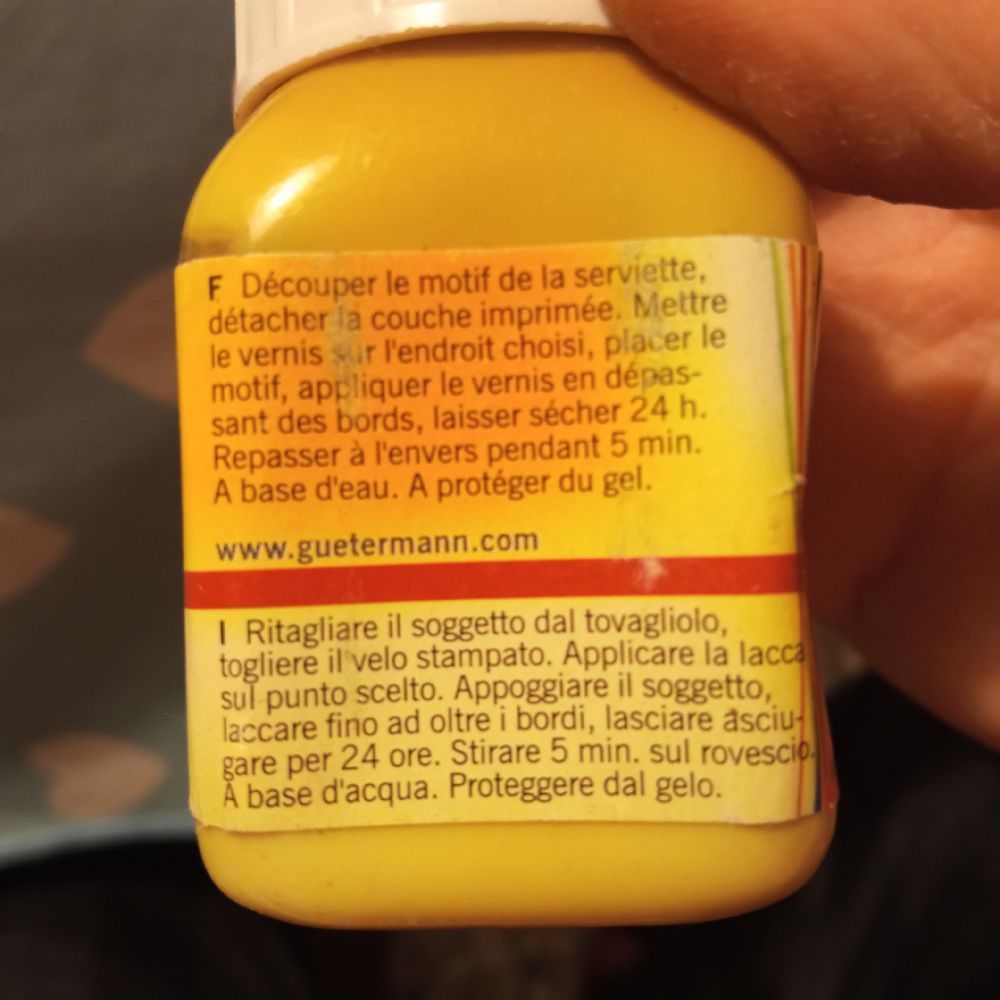 F Découper le motif de la serviette,
détacher la couche imprimée. Mettre
le vernis sur l'endroit choisi, placer le
motif, appliquer le vernis en dépas-
sant des bords, laisser sécher 24 h.
Repasser à l'envers pendant 5 min.
A base d'eau. A protéger du gel.
www.guetermann.com
I Ritagliare il soggetto dal tovagliolo,
togliere il velo stampato. Applicare la lacca
sul punto scelto. Appoggiare il soggetto,
laccare fino ad oltre i bordi, lasciare asciu-
gare per 24 ore. Stirare 5 min. sul rovescio.
A base d'acqua. Proteggere dal gelo.